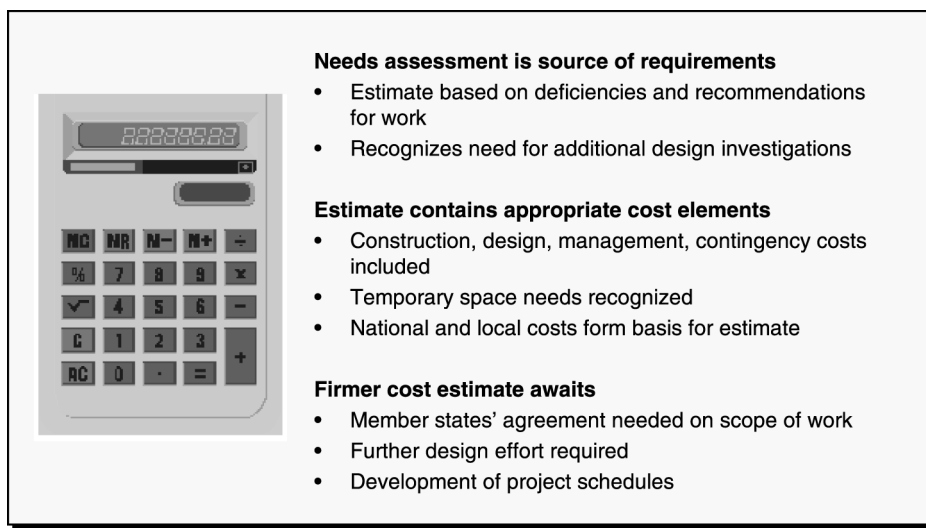 Needs assessment is source of requirements
• Estimate based on deficiencies and recommendations
for work
• Recognizes need for additional design investigations
Estimate contains appropriate cost elements
• Construction, design, management, contingency costs
included
• Temporary space needs recognized
• National and local costs form basis for estimate
Firmer cost estimate awaits
• Member states’ agreement needed on scope of work
• Further design effort required
• Development of project schedules
MR M− M+ ÷
% 7 8 9 x
√ 4 5 6 −
C 1 2 3 +
AC 0 . =